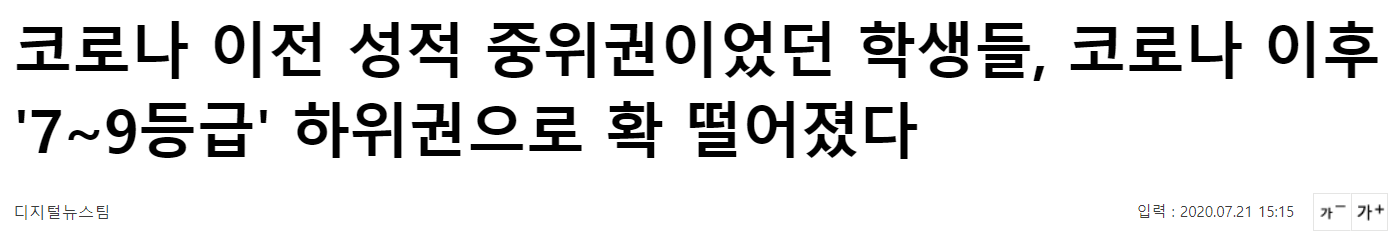 코로나 이전 성적 중위권이었던 학생들, 코로나 이후
'7~9등급' 하위권으로 확 떨어졌다
디지털뉴스팀
입력 : 2020.07.21 15:15
가- 가+